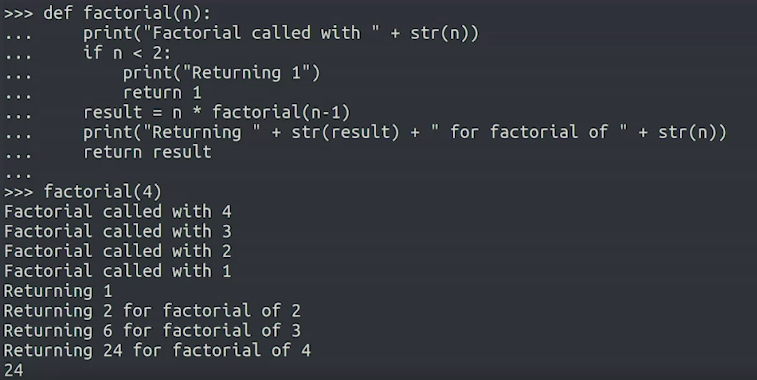 >>> def factorial(n):
...     print("Factorial called with " + str(n))
...     if n < 2:
...         print("Returning 1")
...         return 1
...     result = n * factorial(n-1)
...     print("Returning " + str(result) + " for factorial of " + str(n))
...     return result
...
>>> factorial(4)
Factorial called with 4
Factorial called with 3
Factorial called with 2
Factorial called with 1
Returning 1
Returning 2 for factorial of 2
Returning 6 for factorial of 3
Returning 24 for factorial of 4
24